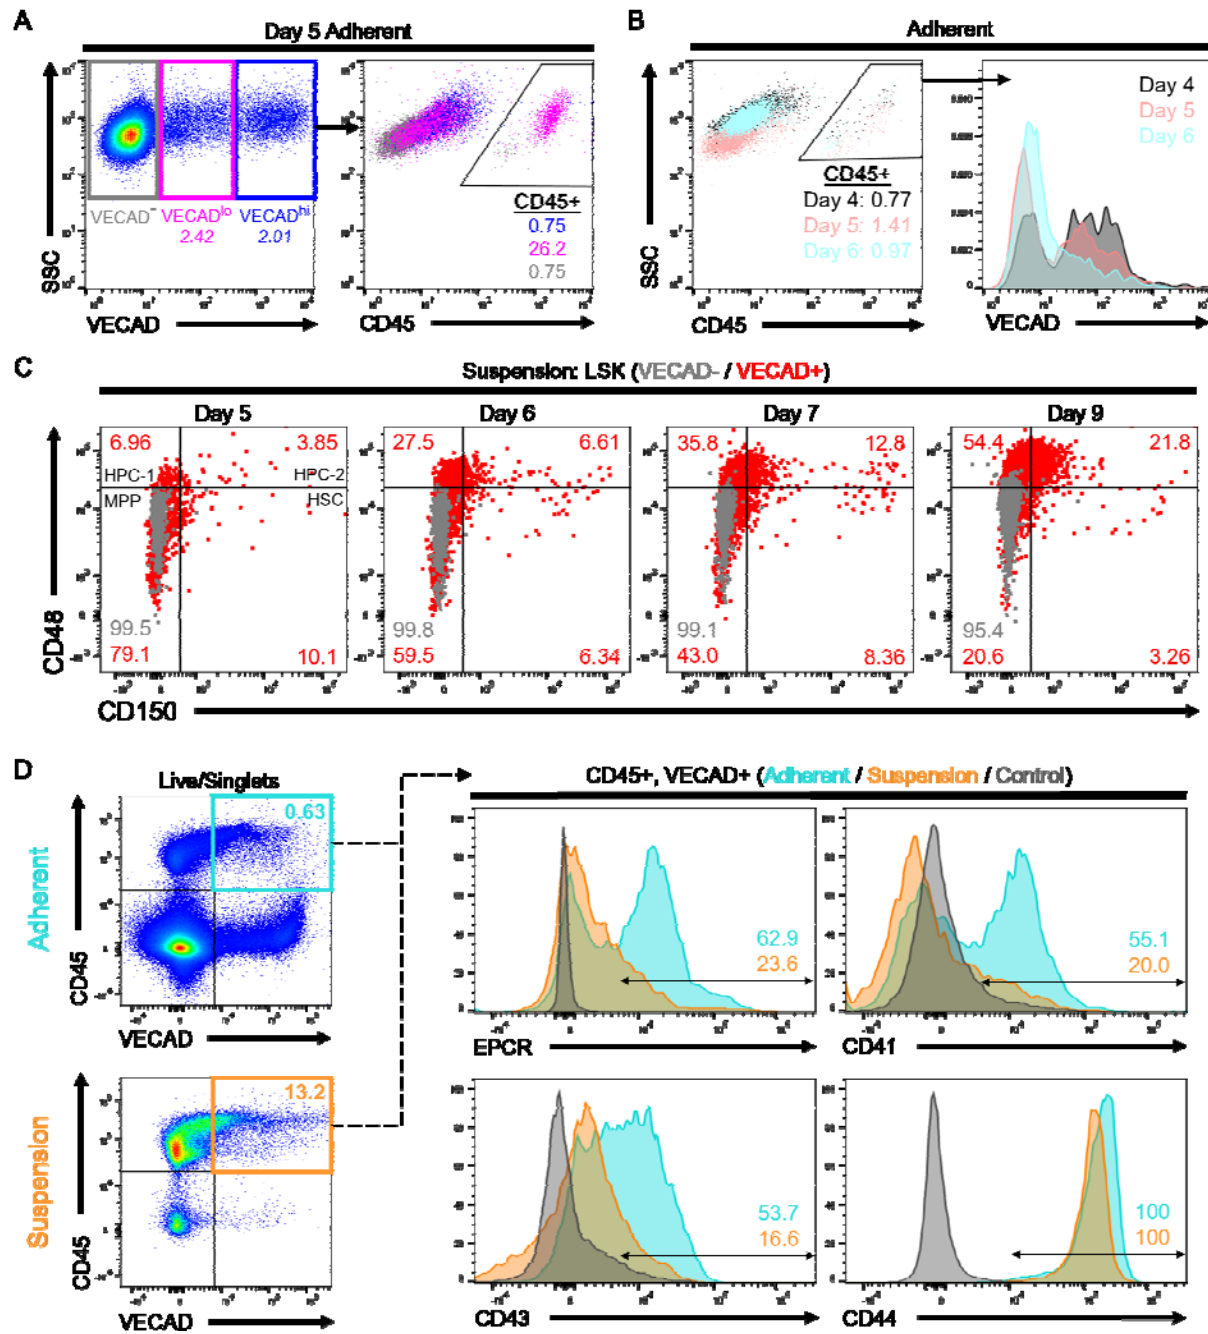 A
Day 5 Adherent
SSC
VECAD⁻
VECADˡᵒ
2.42
VECADʰⁱ
2.01
VECAD
CD45+
0.75
26.2
0.75
CD45
B
Adherent
SSC
CD45+
Day 4: 0.77
Day 5: 1.41
Day 6: 0.97
CD45
Day 4
Day 5
Day 6
VECAD
C
Suspension: LSK (VECAD- / VECAD+)
Day 5
Day 6
Day 7
Day 9
CD48
6.96 3.85
HPC-1 HPC-2
MPP HSC
99.5
79.1 10.1
27.5 6.61
99.8
59.5 6.34
35.8 12.8
99.1
43.0 8.36
54.4 21.8
95.4
20.6 3.26
CD150
D
Live/Singlets
Adherent
CD45
0.63
VECAD
Suspension
CD45
13.2
VECAD
CD45+, VECAD+ (Adherent / Suspension / Control)
62.9
23.6
EPCR
55.1
20.0
CD41
53.7
16.6
CD43
100
100
CD44